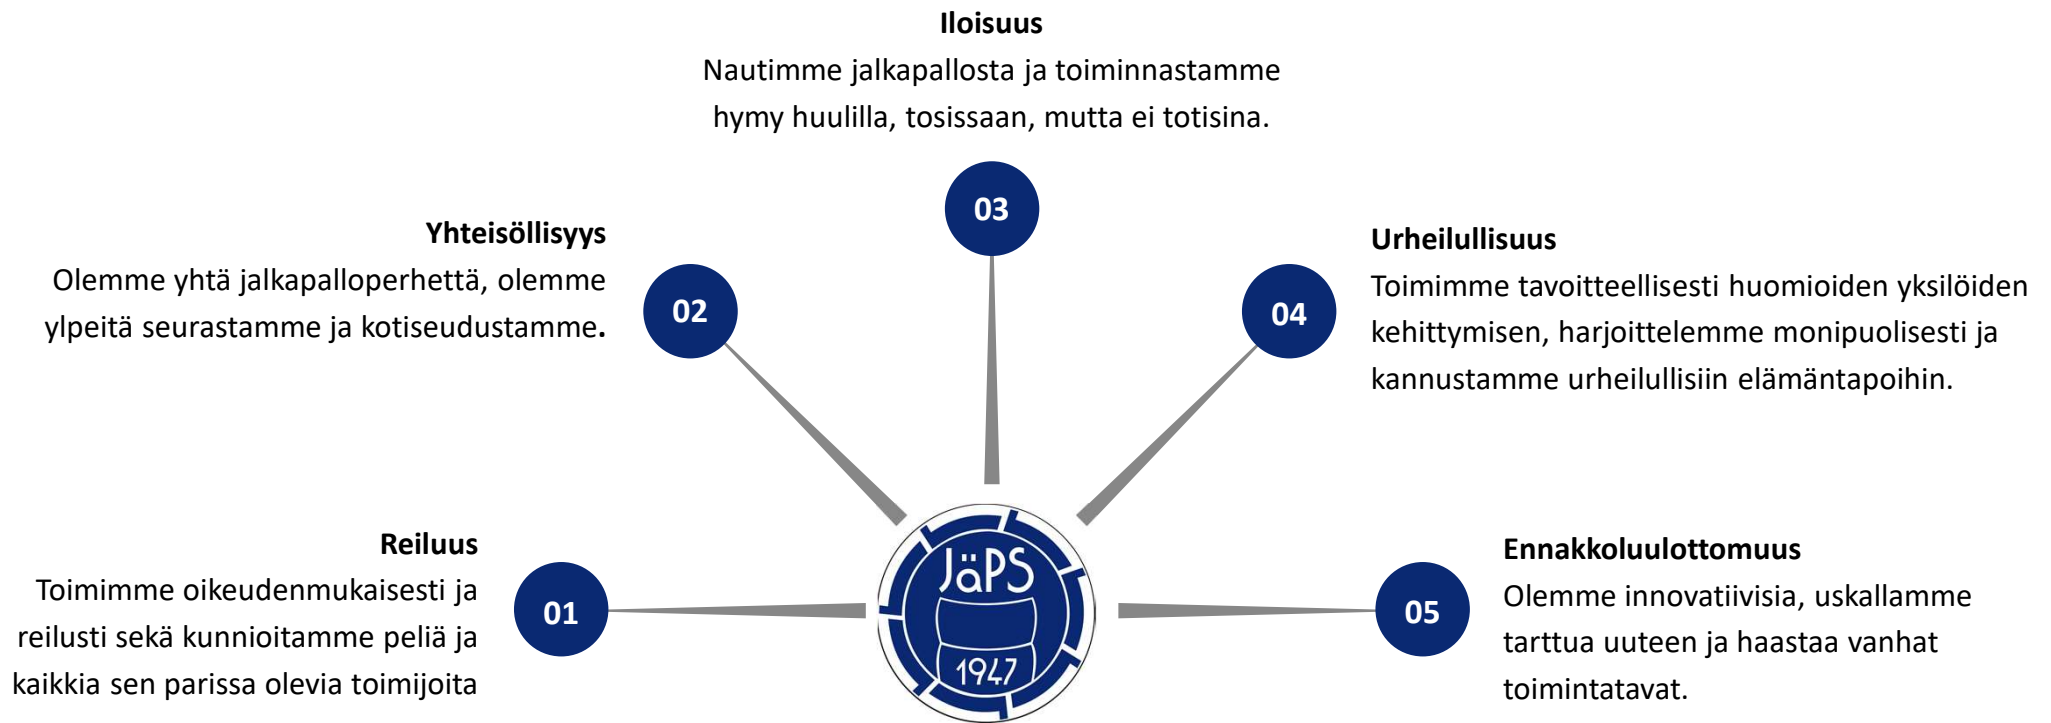 Iloisuus
Nautimme jalkapallosta ja toiminnastamme
hymy huulilla, tosissaan, mutta ei totisina.
03
Yhteisöllisyys
Olemme yhtä jalkapalloperhettä, olemme
ylpeitä seurastamme ja kotiseudustamme.
02
Urheilullisuus
Toimimme tavoitteellisesti huomioiden yksilöiden
kehittymisen, harjoittelemme monipuolisesti ja
kannustamme urheilullisiin elämäntapoihin.
04
Reiluus
Toimimme oikeudenmukaisesti ja
reilusti sekä kunnioitamme peliä ja
kaikkia sen parissa olevia toimijoita
01
JäPS
1947
Ennakkoluulottomuus
Olemme innovatiivisia, uskallamme
tarttua uuteen ja haastaa vanhat
toimintatavat.
05